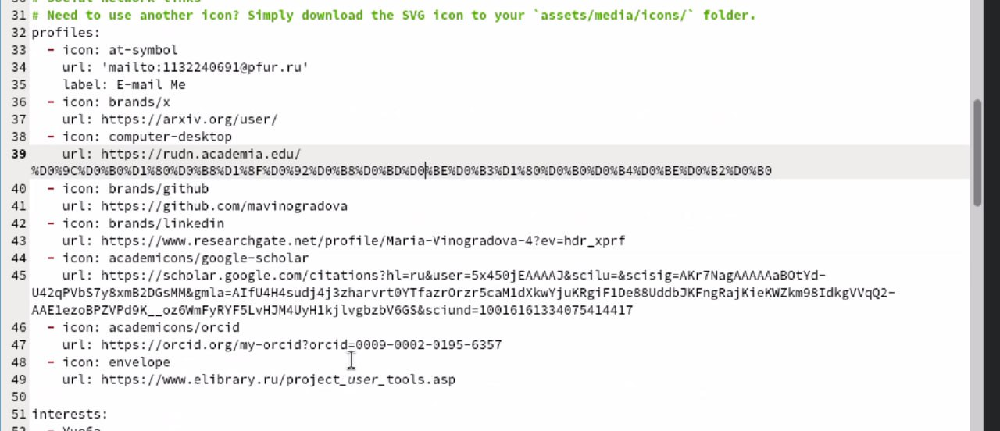 31 # Need to use another icon? Simply download the SVG icon to your `assets/media/icons/` folder.
32 profiles:
33   - icon: at-symbol
34     url: 'mailto:1132240691@pfur.ru'
35     label: E-mail Me
36   - icon: brands/x
37     url: https://arxiv.org/user/
38   - icon: computer-desktop
39     url: https://rudn.academia.edu/
%D0%9C%D0%B0%D1%80%D0%B8%D1%8F%D0%92%D0%B8%D0%BD%D0%BE%D0%B3%D1%80%D0%B0%D0%B4%D0%BE%D0%B2%D0%B0
40   - icon: brands/github
41     url: https://github.com/mavinogradova
42   - icon: brands/linkedin
43     url: https://www.researchgate.net/profile/Maria-Vinogradova-4?ev=hdr_xprf
44   - icon: academicons/google-scholar
45     url: https://scholar.google.com/citations?hl=ru&user=5x450jEAAAAJ&scilu=&scisig=AKr7NagAAAAAaBOtYd-
U42qPVbS7y8xmB2DGsMM&gmla=AIfU4H4sudj4j3zharvrt0YTfazrOrzr5caM1dXkwYjuKRgiF1De88UddbJKFngRajKieKWZkm98IdkgVVqQ2-
AAE1ezoBPZVPd9K__oz6WmFyRYF5LvHJM4UyH1kjlvgbzbV6GS&sciund=10016161334075414417
46   - icon: academicons/orcid
47     url: https://orcid.org/my-orcid?orcid=0009-0002-0195-6357
48   - icon: envelope
49     url: https://www.elibrary.ru/project_user_tools.asp
50
51 interests: